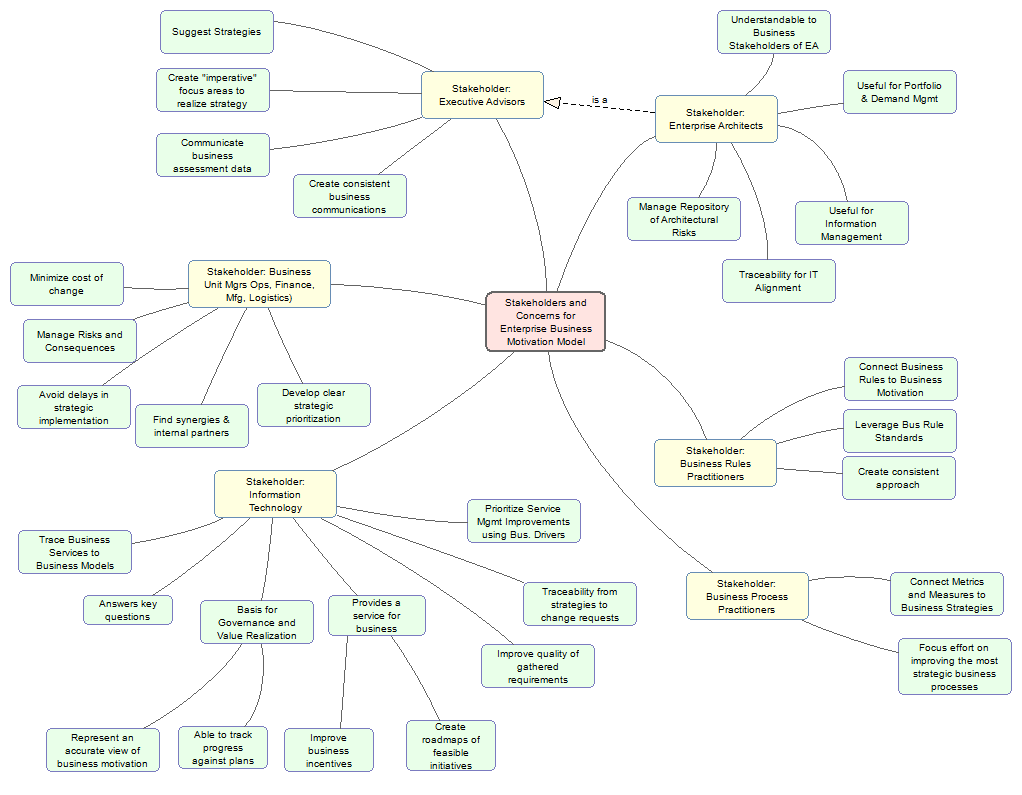 Suggest Strategies
Create "imperative"
focus areas to
realize strategy
Communicate
business
assessment data
Create consistent
business
communications
Stakeholder:
Executive Advisors
is a
Understandable to
Business
Stakeholders of EA
Stakeholder:
Enterprise Architects
Useful for Portfolio
& Demand Mgmt
Manage Repository
of Architectural
Risks
Useful for
Information
Management
Traceability for IT
Alignment
Minimize cost of
change
Stakeholder: Business
Unit Mgrs Ops, Finance,
Mfg, Logistics)
Manage Risks and
Consequences
Avoid delays in
strategic
implementation
Find synergies &
internal partners
Develop clear
strategic
prioritization
Stakeholders and
Concerns for
Enterprise Business
Motivation Model
Connect Business
Rules to Business
Motivation
Leverage Bus Rule
Standards
Stakeholder:
Business Rules
Practitioners
Create consistent
approach
Stakeholder:
Information
Technology
Prioritize Service
Mgmt Improvements
using Bus. Drivers
Trace Business
Services to
Business Models
Answers key
questions
Basis for
Governance and
Value Realization
Provides a
service for
business
Traceability from
strategies to
change requests
Improve quality of
gathered
requirements
Stakeholder:
Business Process
Practitioners
Connect Metrics
and Measures to
Business Strategies
Focus effort on
improving the most
strategic business
processes
Represent an
accurate view of
business motivation
Able to track
progress
against plans
Improve
business
incentives
Create
roadmaps of
feasible
initiatives